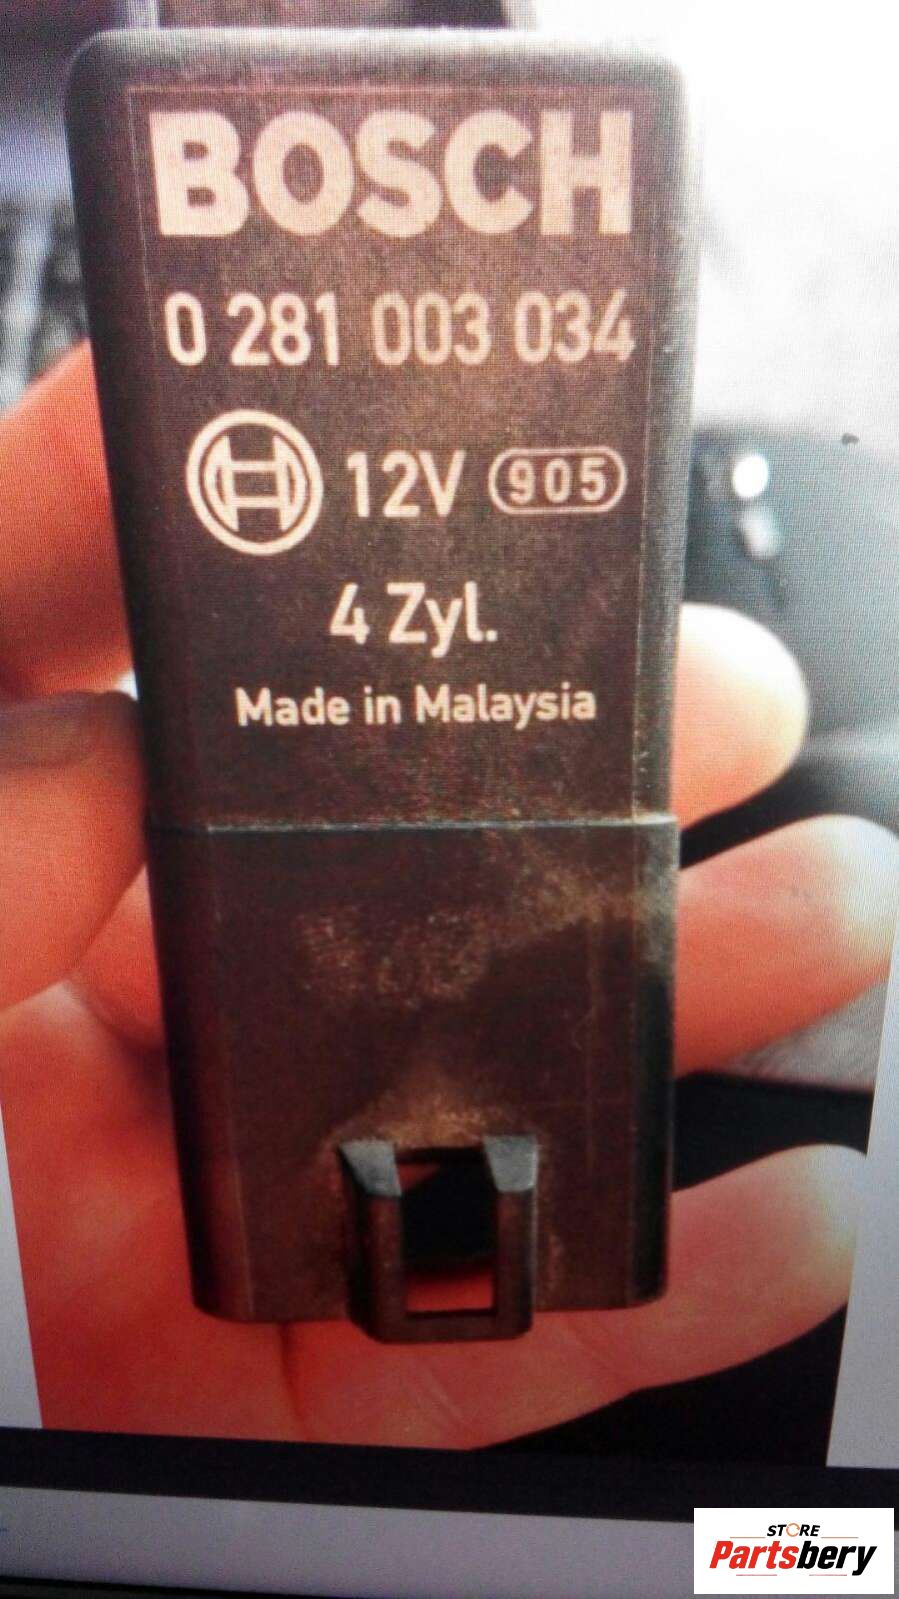 BOSCH
0 281 003 034
12V 905
4 Zyl.
Made in Malaysia
STORE
Partsbery